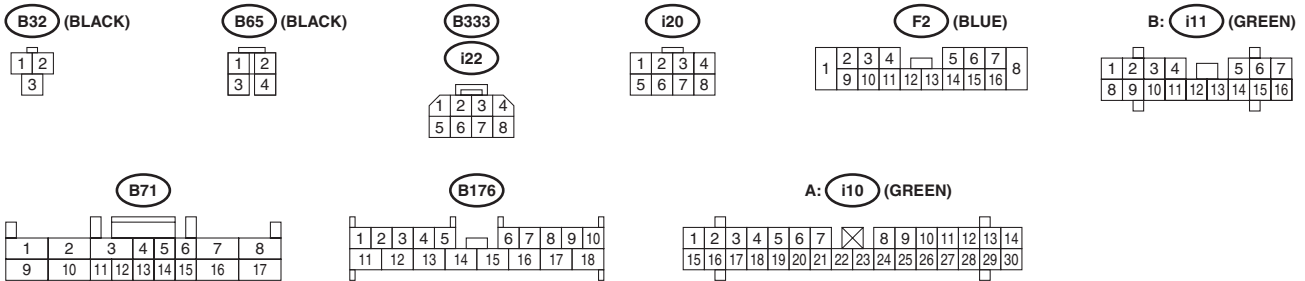 B32 (BLACK)
1 2
3
B65 (BLACK)
1 2
3 4
B333
i22
1 2 3 4
5 6 7 8
i20
1 2 3 4
5 6 7 8
F2 (BLUE)
1 2 3 4 5 6 7 8
9 10 11 12 13 14 15 16
B: i11 (GREEN)
1 2 3 4 5 6 7
8 9 10 11 12 13 14 15 16
B71
1 2 3 4 5 6 7 8
9 10 11 12 13 14 15 16 17
B176
1 2 3 4 5 6 7 8 9 10
11 12 13 14 15 16 17 18
A: i10 (GREEN)
1 2 3 4 5 6 7 8 9 10 11 12 13 14
15 16 17 18 19 20 21 22 23 24 25 26 27 28 29 30